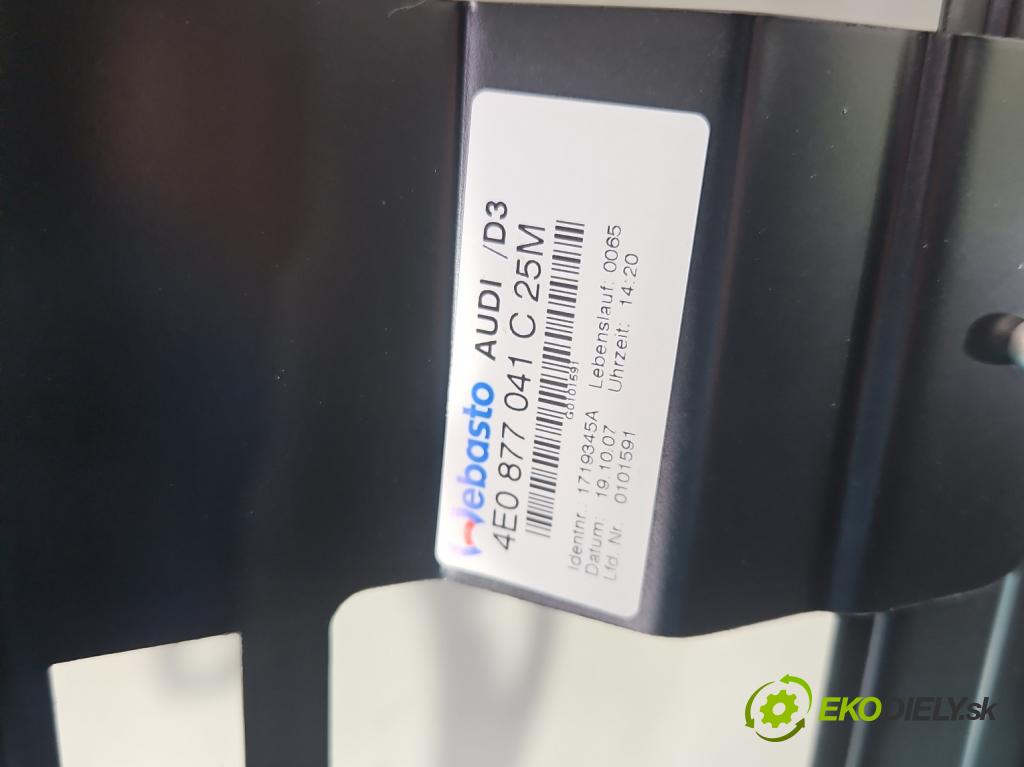 Webasto AUDI /D3
4E0 877 041 C 25M
G0101591
Identnr.: 1719345A Lebenslauf: 0065
Datum: 19.10.07 Uhrzeit: 14:20
Lfd. Nr. 0101591
EKODIELY.sk